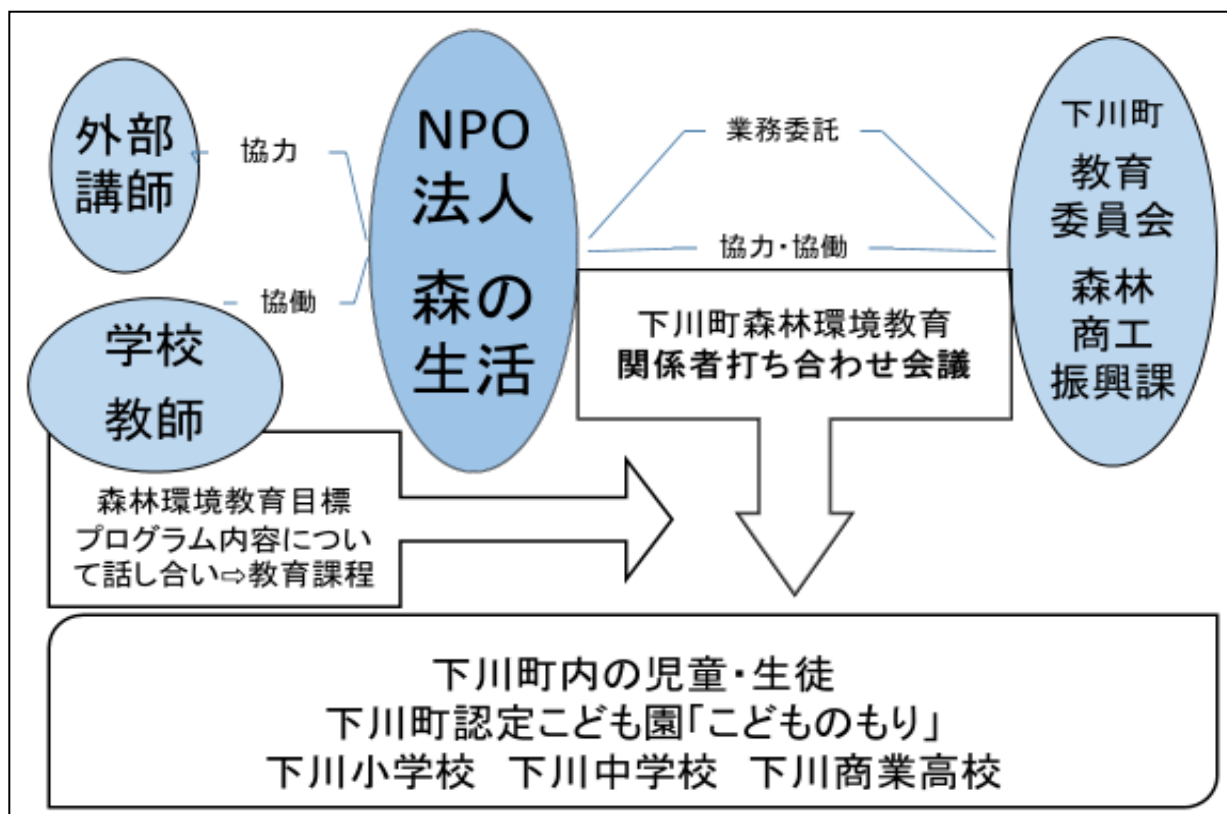 外部
講師
協力
NPO
法人
森の
生活
業務委託
協力・協働
下川町
教育
委員会
森林
商工
振興課
協働
学校
教師
下川町森林環境教育
関係者打ち合わせ会議
森林環境教育目標
プログラム内容につい
て話し合い⇨教育課程
下川町内の児童・生徒
下川町認定こども園「こどものもり」
下川小学校 下川中学校 下川商業高校